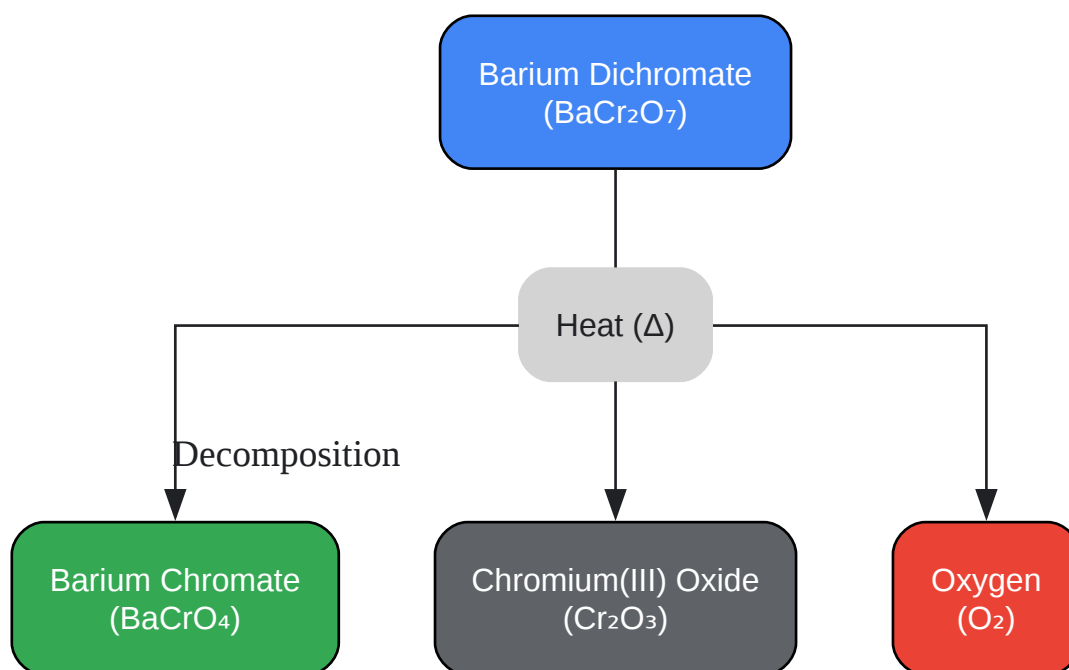 Barium Dichromate
(BaCr₂O₇)
Heat (Δ)
Decomposition
Barium Chromate
(BaCrO₄)
Chromium(III) Oxide
(Cr₂O₃)
Oxygen
(O₂)